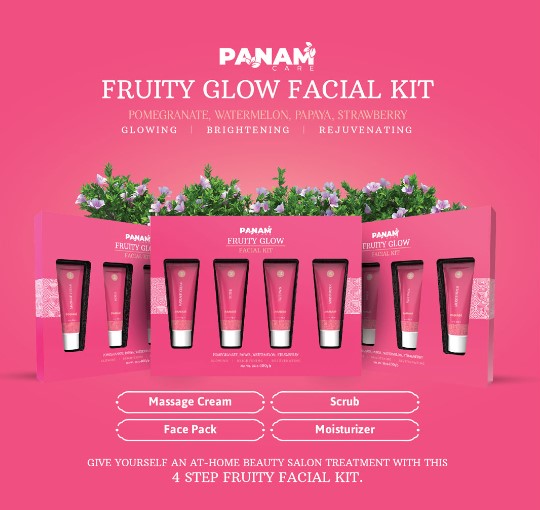 PANAM
CARE
FRUITY GLOW FACIAL KIT
POMEGRANATE, WATERMELON, PAPAYA, STRAWBERRY
GLOWING | BRIGHTENING | REJUVENATING
PANAM
FRUITY GLOW
FACIAL KIT
PANAM
FRUITY GLOW
FACIAL KIT
PANAM
FRUITY GLOW
FACIAL KIT
Massage Cream
Scrub
Face Pack
Moisturizer
GIVE YOURSELF AN AT-HOME BEAUTY SALON TREATMENT WITH THIS
4 STEP FRUITY FACIAL KIT.